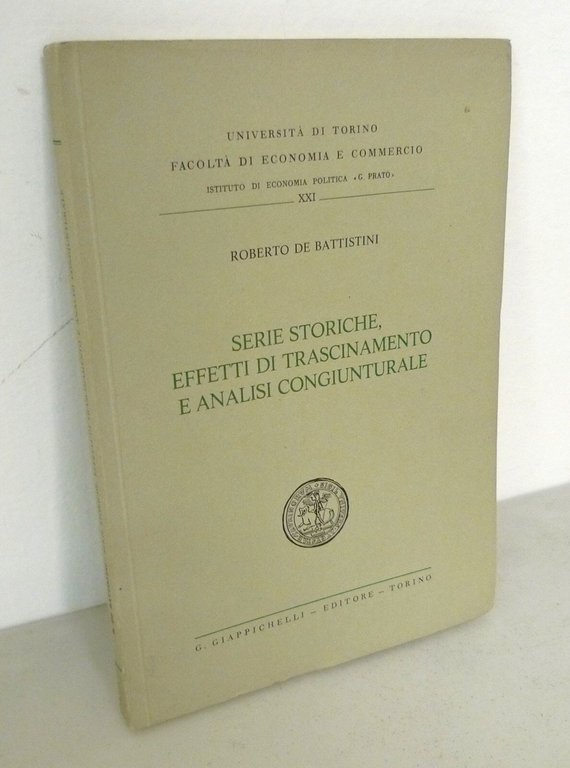 UNIVERSITÀ DI TORINO
FACOLTÀ DI ECONOMIA E COMMERCIO
ISTITUTO DI ECONOMIA POLITICA «G. PRATO»
XXI
ROBERTO DE BATTISTINI
SERIE STORICHE,
EFFETTI DI TRASCINAMENTO
E ANALISI CONGIUNTURALE
G. GIAPPICHELLI – EDITORE – TORINO